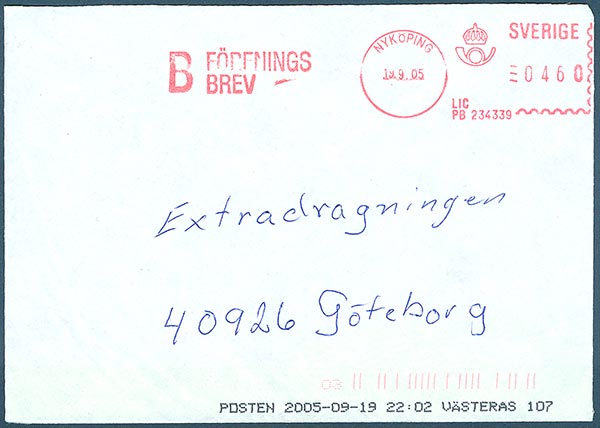 B FÖRENINGS
BREV
NYKÖPING
19.9.05
SVERIGE
0460
LIC
PB 234339
Extradragningen
40926 Göteborg
03
POSTEN 2005-09-19 22:02 VÄSTERÅS 107